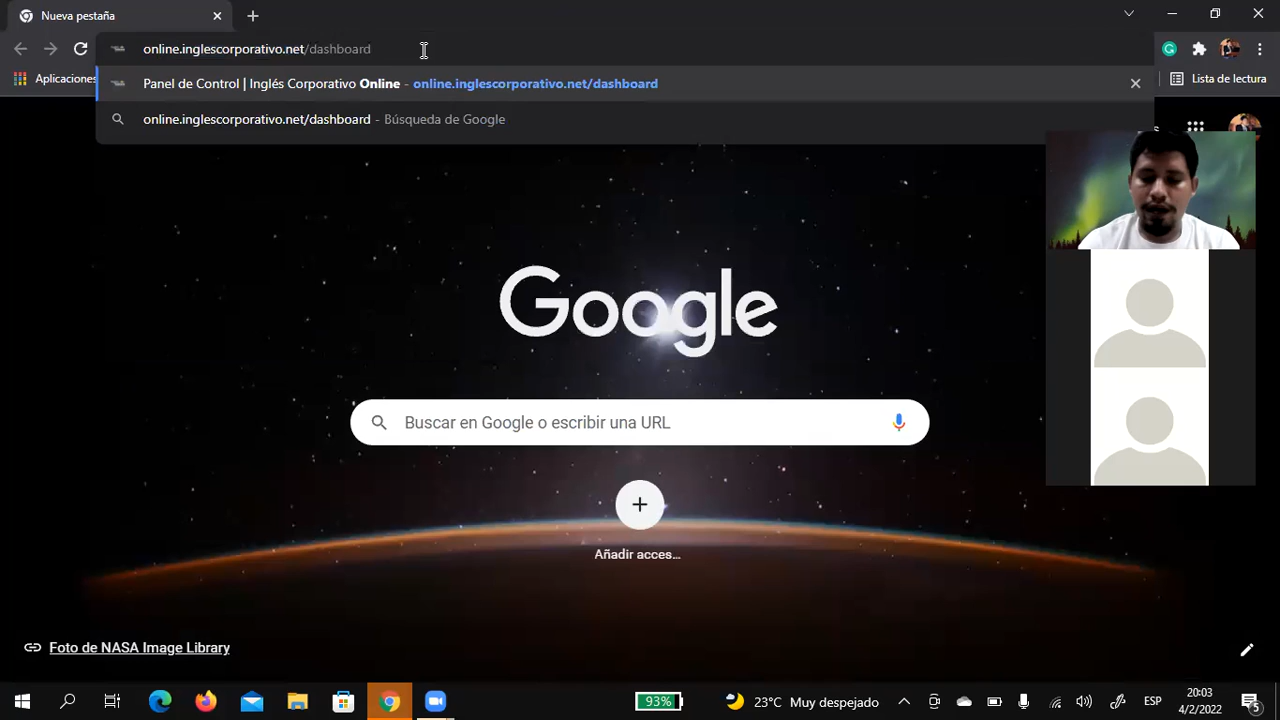 Nueva pestaña
online.inglescorporativo.net/dashboard
Aplicaciones
Lista de lectura
Panel de Control | Inglés Corporativo Online - online.inglescorporativo.net/dashboard
online.inglescorporativo.net/dashboard - Búsqueda de Google
Google
Buscar en Google o escribir una URL
Añadir acces...
Foto de NASA Image Library
93%
23°C Muy despejado
ESP
20:03
4/2/2022
5